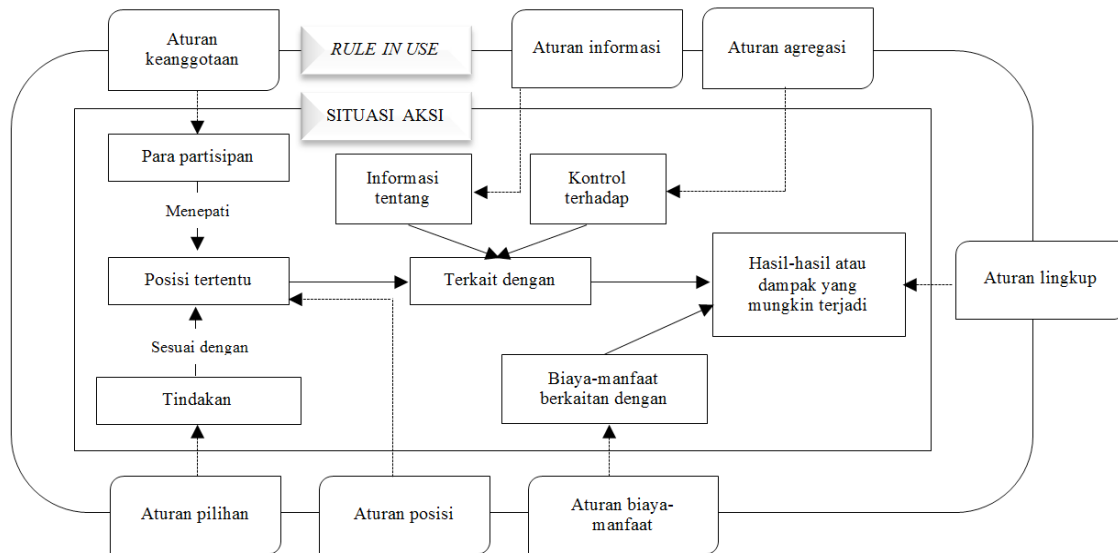 Aturan
keanggotaan
RULE IN USE
Aturan informasi
Aturan agregasi
SITUASI AKSI
Para partisipan
Informasi
tentang
Kontrol
terhadap
Menepati
Posisi tertentu
Terkait dengan
Hasil-hasil atau
dampak yang
mungkin terjadi
Aturan lingkup
Sesuai dengan
Tindakan
Biaya-manfaat
berkaitan dengan
Aturan pilihan
Aturan posisi
Aturan biaya-
manfaat